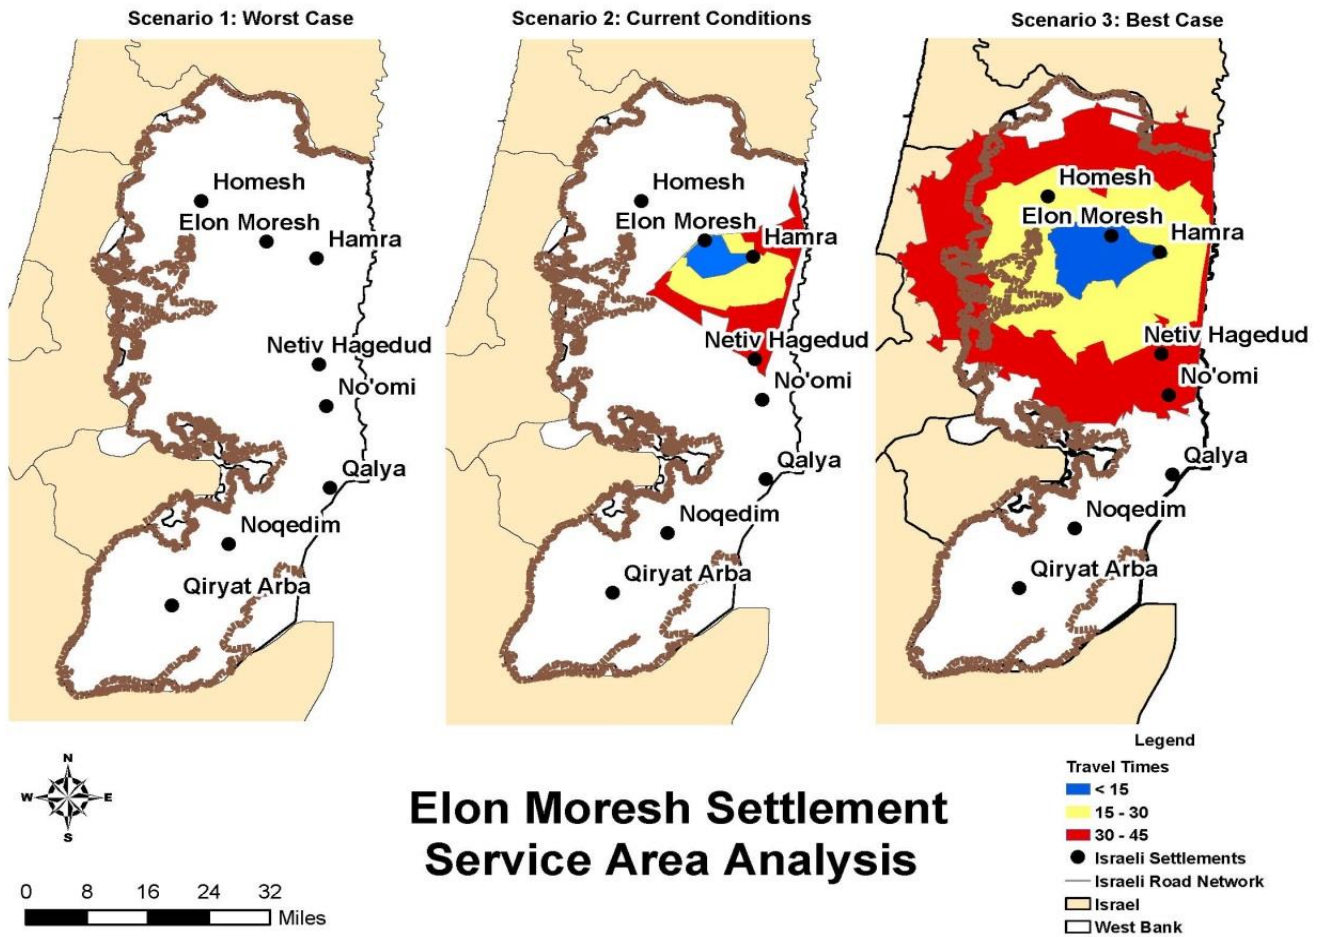 Scenario 1: Worst Case
Scenario 2: Current Conditions
Scenario 3: Best Case
Homesh
Elon Moresh
Hamra
Netiv Hagedud
No'omi
Qalya
Noqedim
Qiryat Arba
Homesh
Elon Moresh
Hamra
Netiv Hagedud
No'omi
Qalya
Noqedim
Qiryat Arba
Homesh
Elon Moresh
Hamra
Netiv Hagedud
No'omi
Qalya
Noqedim
Qiryat Arba
N
W E
S
0 8 16 24 32
Miles
Elon Moresh Settlement
Service Area Analysis
Legend
Travel Times
< 15
15 - 30
30 - 45
Israeli Settlements
Israeli Road Network
Israel
West Bank